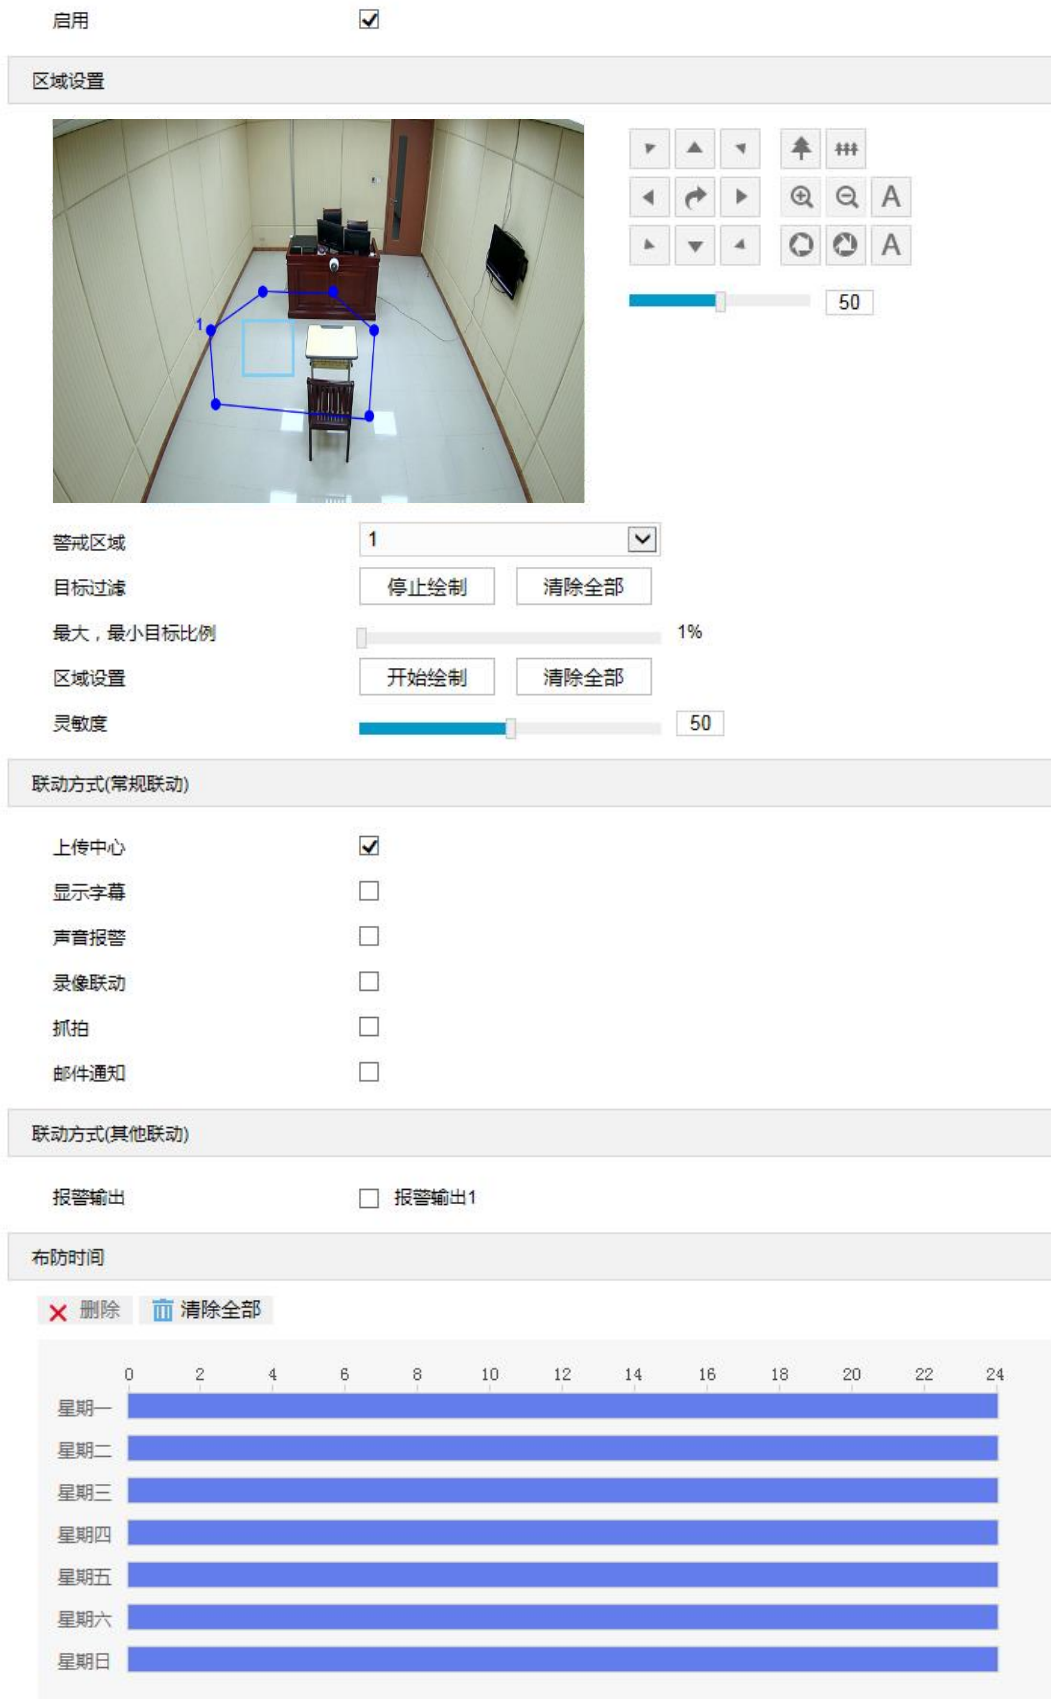 启用
区域设置
1
A
A
50
警戒区域 1
目标过滤 停止绘制 清除全部
最大，最小目标比例 1%
区域设置 开始绘制 清除全部
灵敏度 50
联动方式(常规联动)
上传中心
显示字幕
声音报警
录像联动
抓拍
邮件通知
联动方式(其他联动)
报警输出 报警输出1
布防时间
删除 清除全部
0 2 4 6 8 10 12 14 16 18 20 22 24
星期一
星期二
星期三
星期四
星期五
星期六
星期日